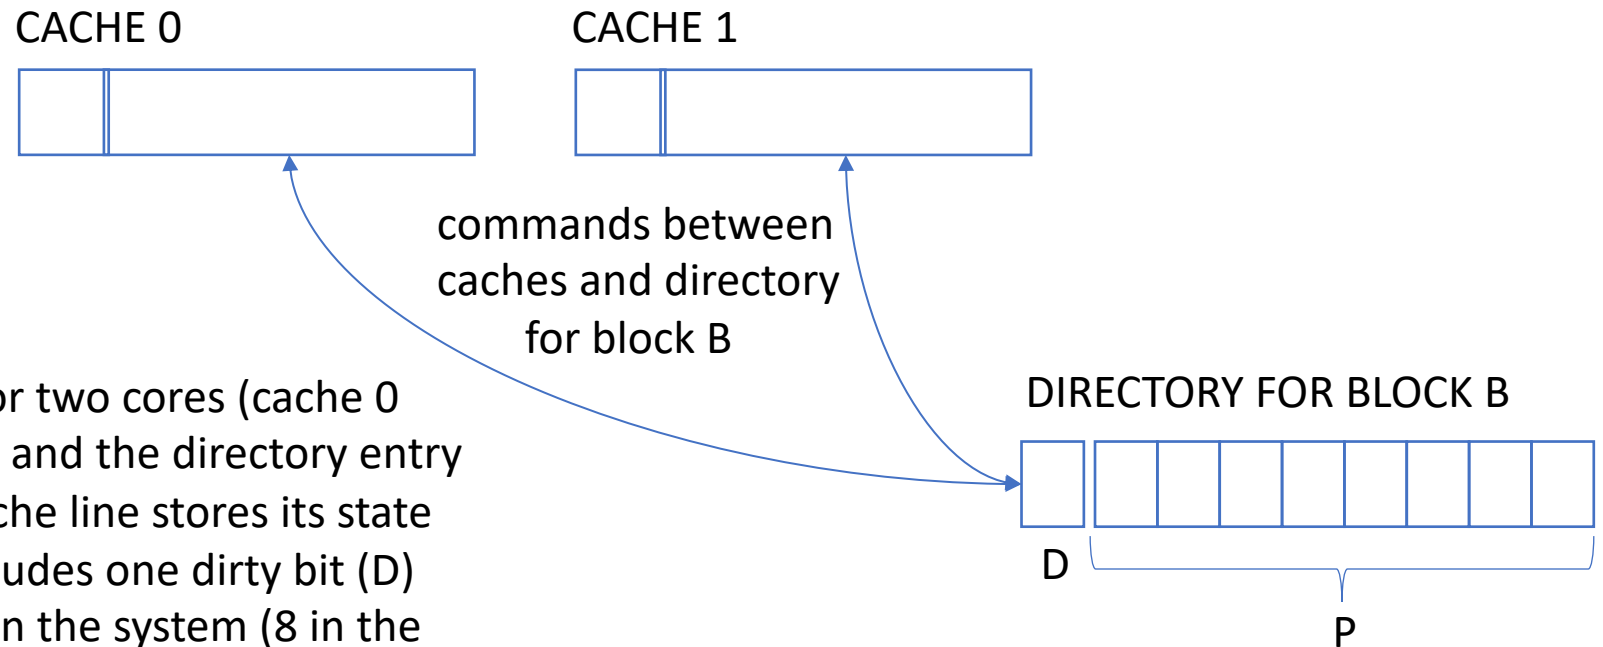 CACHE 0
CACHE 1
commands between
caches and directory
for block B
or two cores (cache 0
and the directory entry
che line stores its state
udes one dirty bit (D)
n the system (8 in the
DIRECTORY FOR BLOCK B
D
P